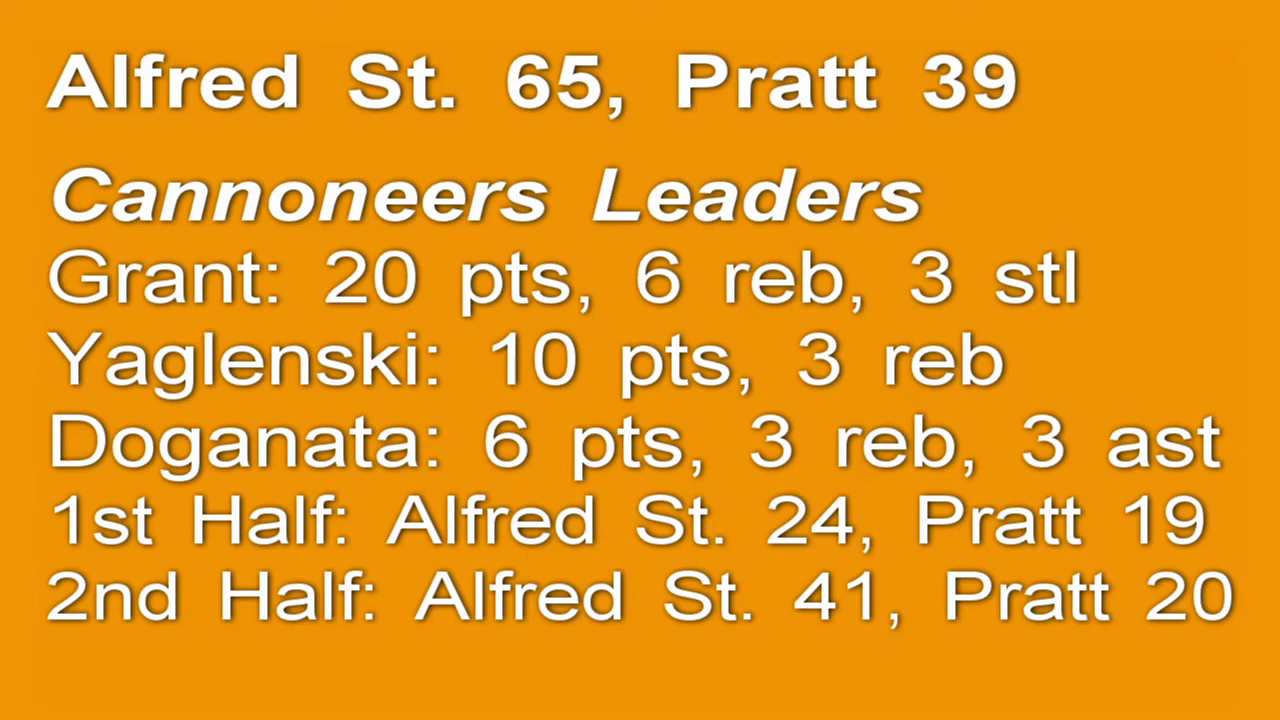 Alfred St. 65, Pratt 39
Cannoneers Leaders
Grant: 20 pts, 6 reb, 3 stl
Yaglenski: 10 pts, 3 reb
Doganata: 6 pts, 3 reb, 3 ast
1st Half: Alfred St. 24, Pratt 19
2nd Half: Alfred St. 41, Pratt 20